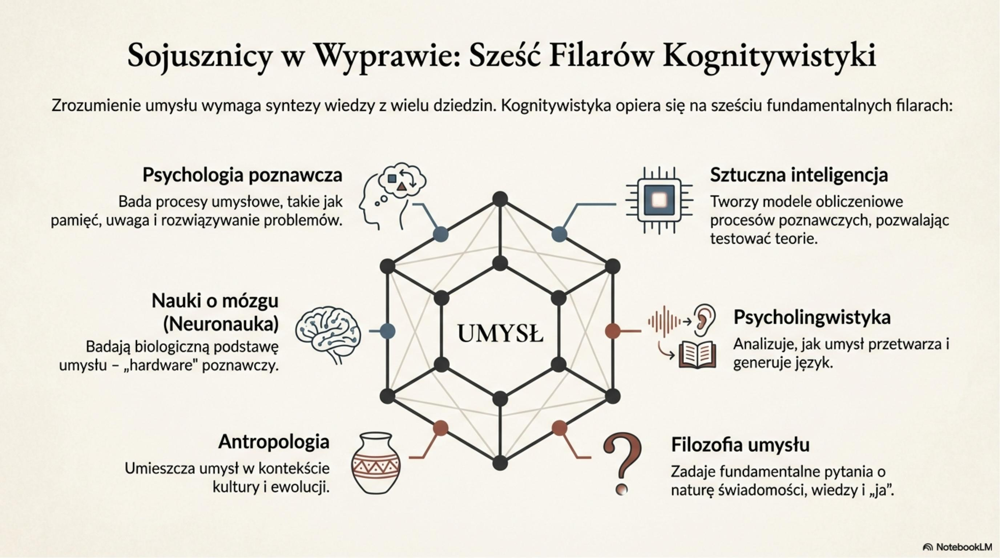 Sojusznicy w Wyprawie: Sześć Filarów Kognitywistyki
Zrozumienie umysłu wymaga syntezy wiedzy z wielu dziedzin. Kognitywistyka opiera się na sześciu fundamentalnych filarach:
Psychologia poznawcza
Bada procesy umysłowe, takie jak
pamięć, uwaga i rozwiązywanie problemów.
Nauki o mózgu
(Neuronauka)
Badają biologiczną podstawę
umysłu – „hardware" poznawczy.
Antropologia
Umieszcza umysł w kontekście
kultury i ewolucji.
UMYSŁ
Sztuczna inteligencja
Tworzy modele obliczeniowe
procesów poznawczych, pozwalając
testować teorie.
Psycholingwistyka
Analizuje, jak umysł przetwarza i
generuje język.
Filozofia umysłu
Zadaje fundamentalne pytania o
naturę świadomości, wiedzy i „ja”.
NotebookLM